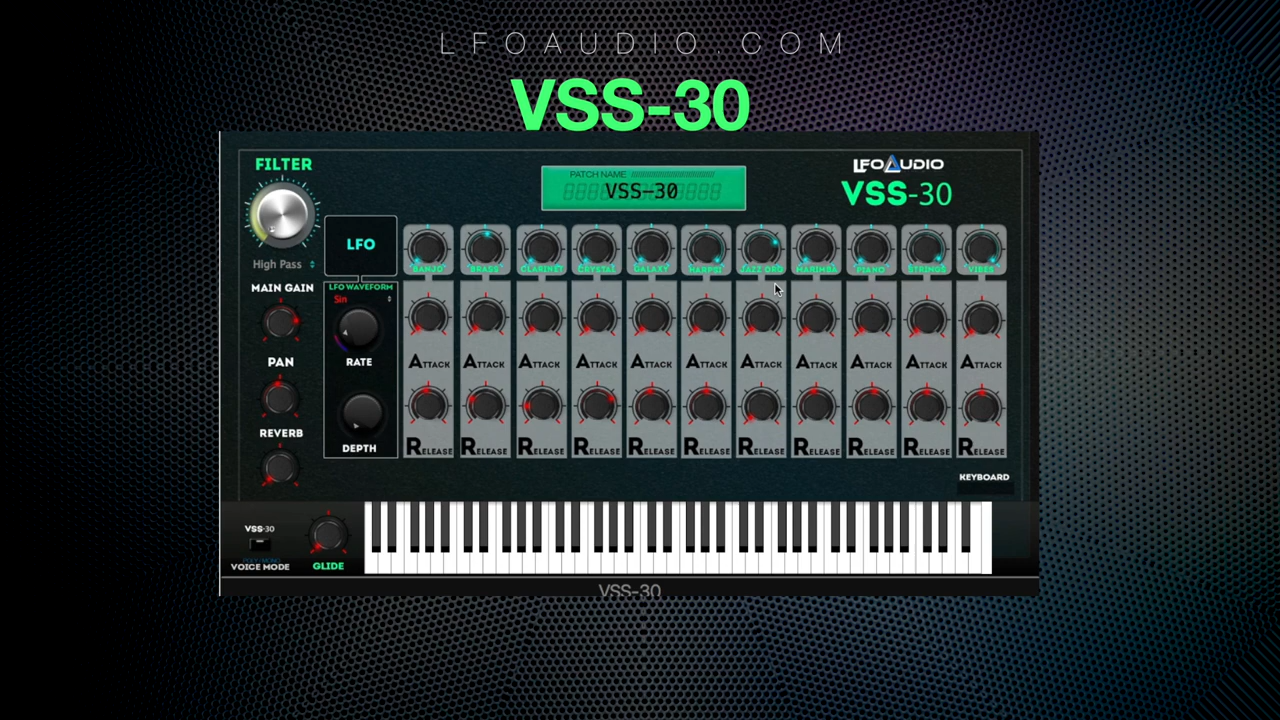 LFOAUDIO.COM
VSS-30
FILTER
PATCH NAME
VSS-30
LFOAUDIO
VSS-30
LFO
High Pass
BANJO BRASS CLARINET CRYSTAL GALAXY HARPSI JAZZ ORG MARIMBA PIANO STRINGS VIBES
MAIN GAIN
LFO WAVEFORM
Sin
RATE
PAN
ATTACK ATTACK ATTACK ATTACK ATTACK ATTACK ATTACK ATTACK ATTACK ATTACK ATTACK
REVERB
DEPTH
RELEASE RELEASE RELEASE RELEASE RELEASE RELEASE RELEASE RELEASE RELEASE RELEASE RELEASE
KEYBOARD
VSS-30
VOICE MODE
GLIDE
VSS-30